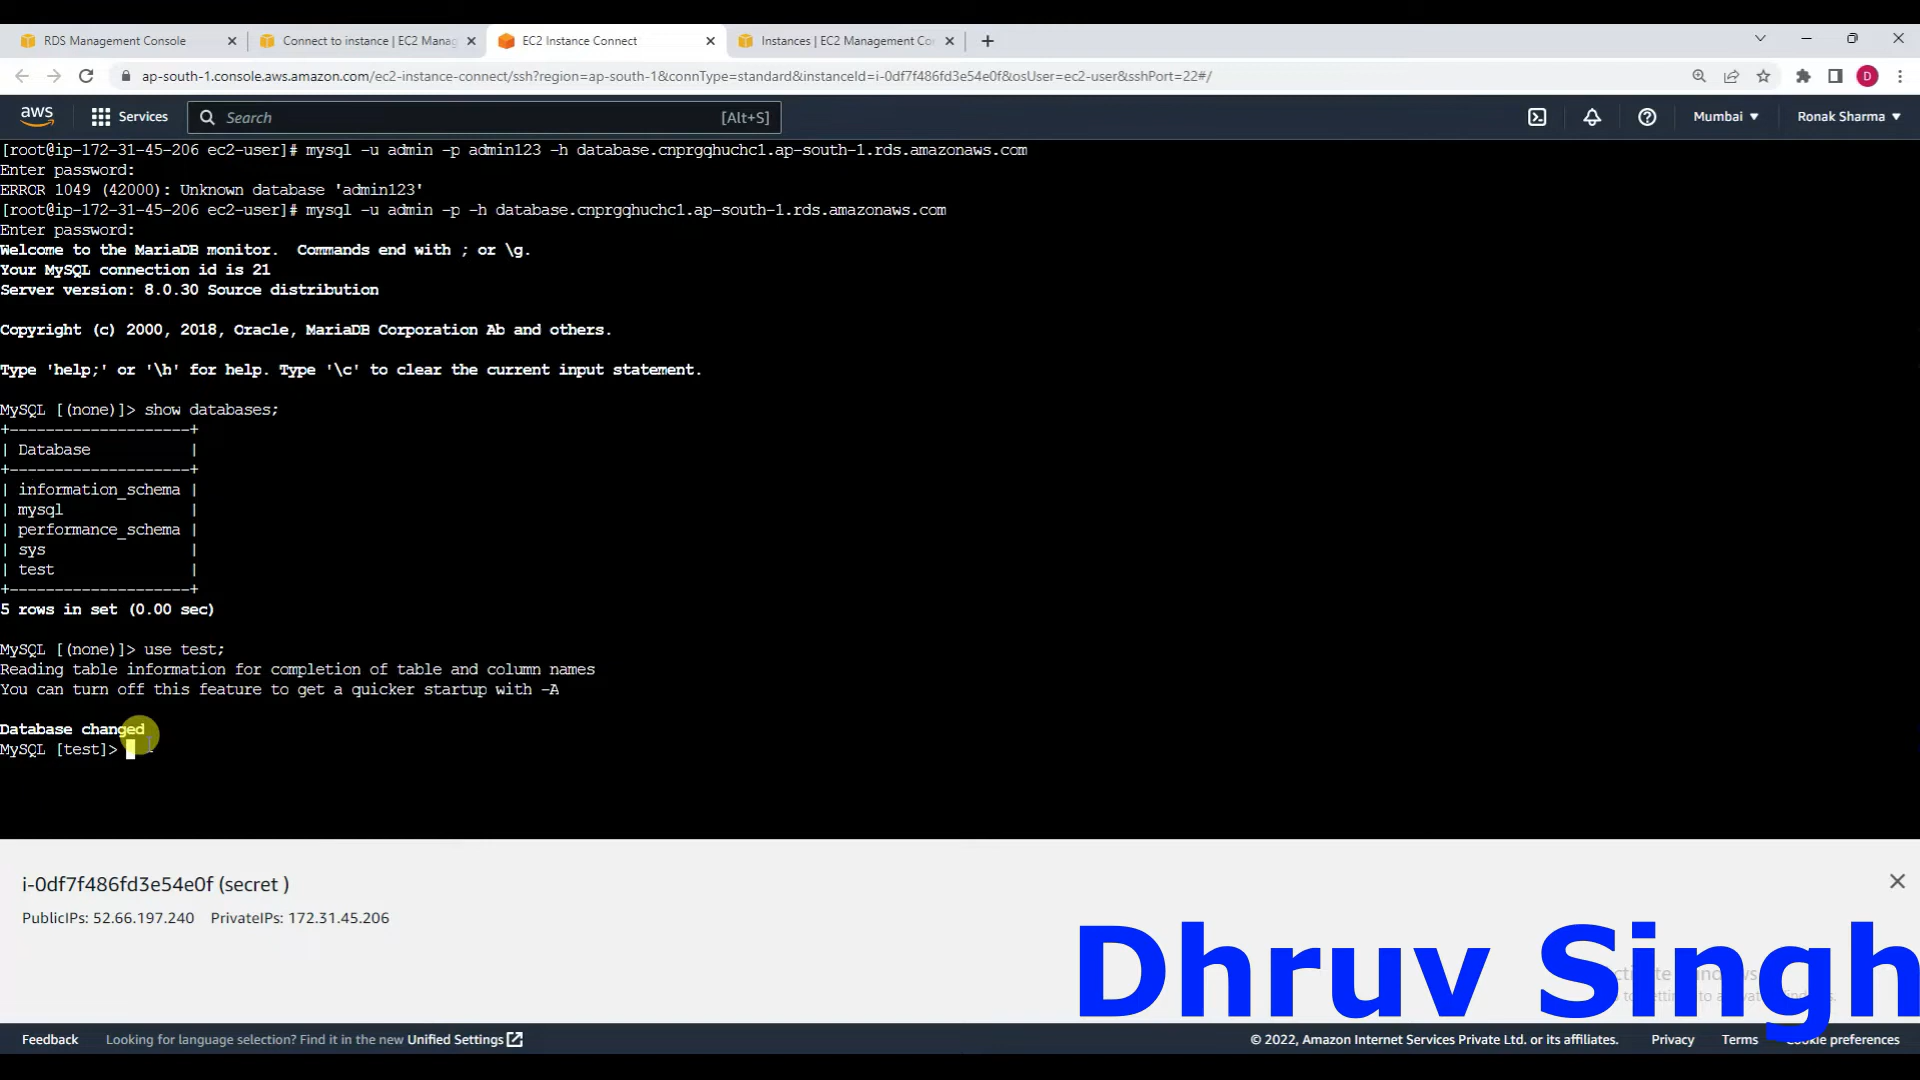 RDS Management Console
Connect to instance | EC2 Manag
EC2 Instance Connect
Instances | EC2 Management Co
ap-south-1.console.aws.amazon.com/ec2-instance-connect/ssh?region=ap-south-1&connType=standard&instanceId=i-0df7f486fd3e54e0f&osUser=ec2-user&sshPort=22#/
D
aws
Services
Search
[Alt+S]
Mumbai
Ronak Sharma
[root@ip-172-31-45-206 ec2-user]# mysql -u admin -p admin123 -h database.cnprgqhuchc1.ap-south-1.rds.amazonaws.com
Enter password:
ERROR 1049 (42000): Unknown database 'admin123'
[root@ip-172-31-45-206 ec2-user]# mysql -u admin -p -h database.cnprgqhuchc1.ap-south-1.rds.amazonaws.com
Enter password:
Welcome to the MariaDB monitor.  Commands end with ; or \g.
Your MySQL connection id is 21
Server version: 8.0.30 Source distribution
Copyright (c) 2000, 2018, Oracle, MariaDB Corporation Ab and others.
Type 'help;' or '\h' for help. Type '\c' to clear the current input statement.
MySQL [(none)]> show databases;
+--------------------+
| Database           |
+--------------------+
| information_schema |
| mysql              |
| performance_schema |
| sys                |
| test               |
+--------------------+
5 rows in set (0.00 sec)
MySQL [(none)]> use test;
Reading table information for completion of table and column names
You can turn off this feature to get a quicker startup with -A
Database changed
MySQL [test]>
i-0df7f486fd3e54e0f (secret )
PublicIPs: 52.66.197.240 PrivateIPs: 172.31.45.206
Dhruv Singh
Feedback
Looking for language selection? Find it in the new Unified Settings
© 2022, Amazon Internet Services Private Ltd. or its affiliates.
Privacy
Terms
Cookie preferences